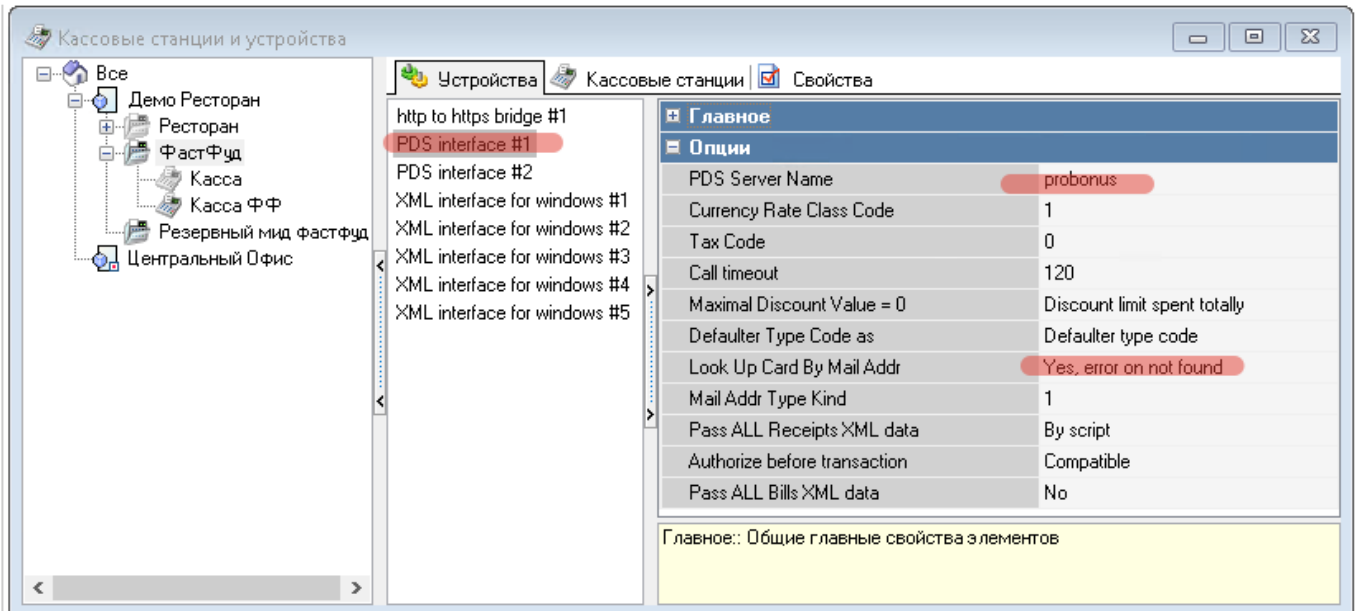 Кассовые станции и устройства
Все
Демо Ресторан
Ресторан
ФастФуд
Касса
Касса ФФ
Резервный мид фастфуд
Центральный Офис
Устройства Кассовые станции Свойства
http to https bridge #1
PDS interface #1
PDS interface #2
XML interface for windows #1
XML interface for windows #2
XML interface for windows #3
XML interface for windows #4
XML interface for windows #5
Главное
Опции
PDS Server Name probonus
Currency Rate Class Code 1
Tax Code 0
Call timeout 120
Maximal Discount Value = 0 Discount limit spent totally
Defaulter Type Code as Defaulter type code
Look Up Card By Mail Addr Yes, error on not found
Mail Addr Type Kind 1
Pass ALL Receipts XML data By script
Authorize before transaction Compatible
Pass ALL Bills XML data No
Главное:: Общие главные свойства элементов